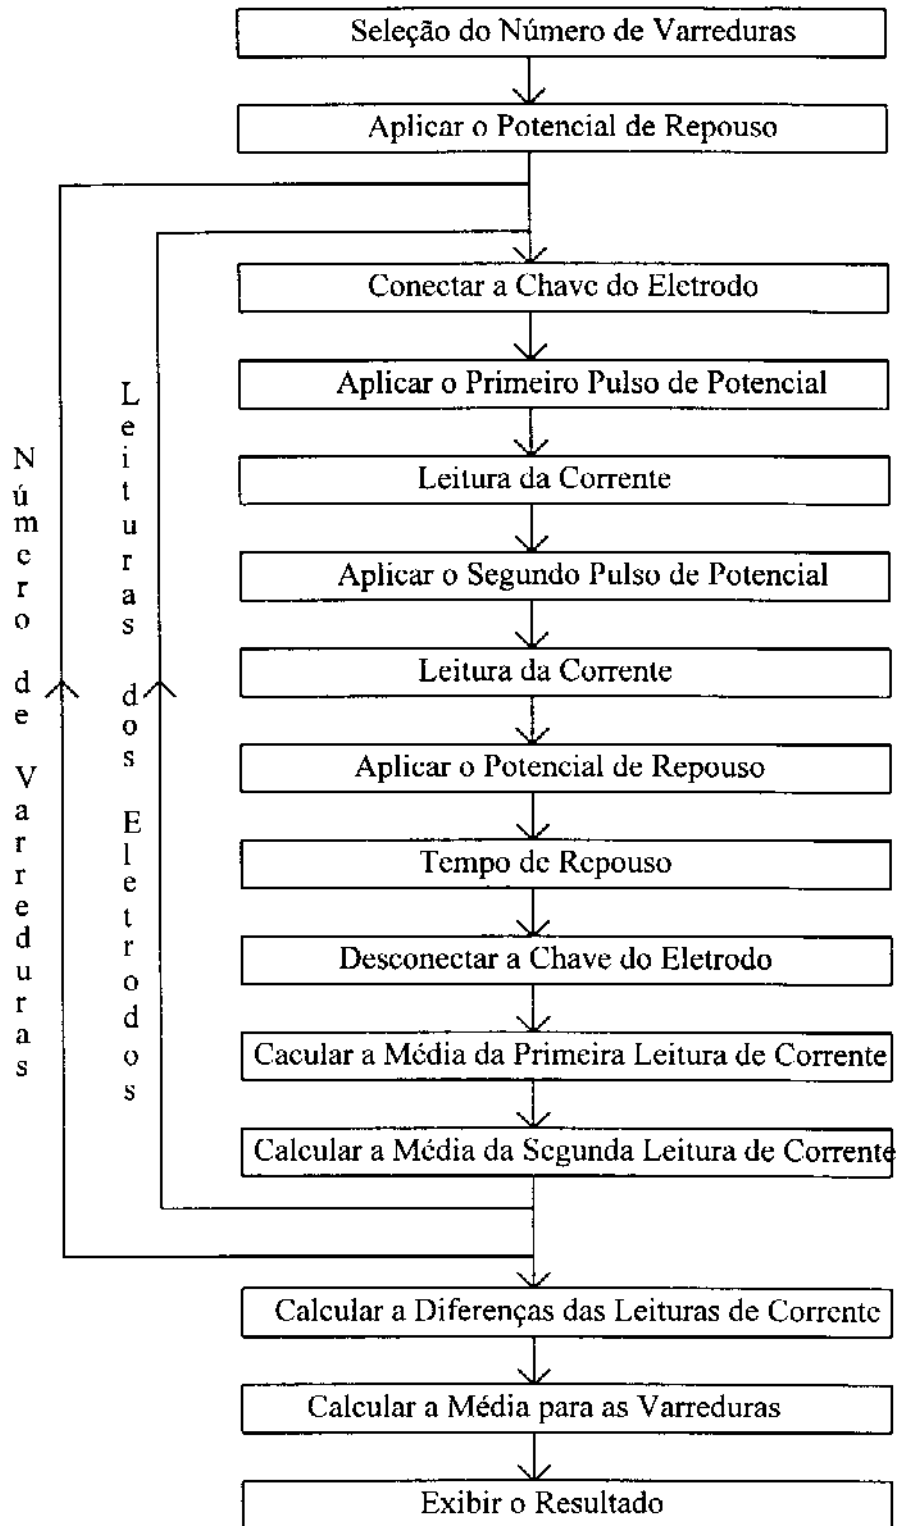 Seleção do Número de Varreduras
Aplicar o Potencial de Repouso
Conectar a Chave do Eletrodo
Aplicar o Primeiro Pulso de Potencial
Leitura da Corrente
Aplicar o Segundo Pulso de Potencial
Leitura da Corrente
Aplicar o Potencial de Repouso
Tempo de Repouso
Desconectar a Chave do Eletrodo
Cacular a Média da Primeira Leitura de Corrente
Calcular a Média da Segunda Leitura de Corrente
Calcular a Diferenças das Leituras de Corrente
Calcular a Média para as Varreduras
Exibir o Resultado
Número de Varreduras
Leituras dos Eletrodos